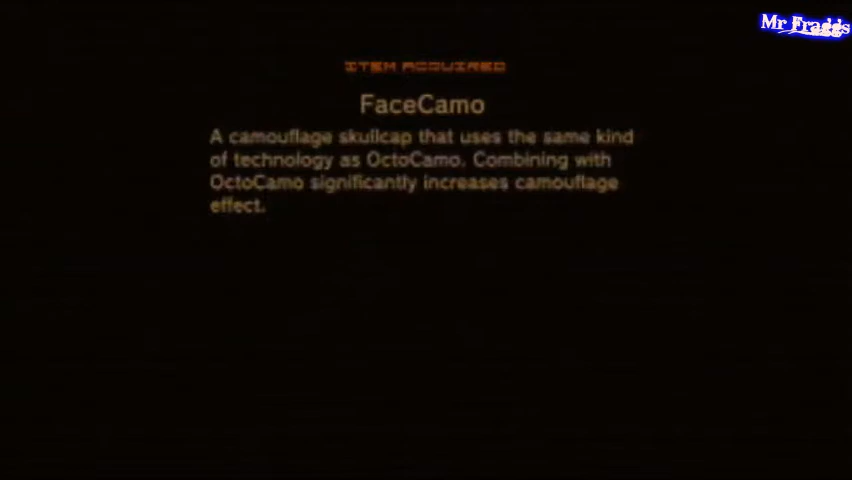 Mr Fradds
ITEM ACQUIRED
FaceCamo
A camouflage skullcap that uses the same kind
of technology as OctoCamo. Combining with
OctoCamo significantly increases camouflage
effect.